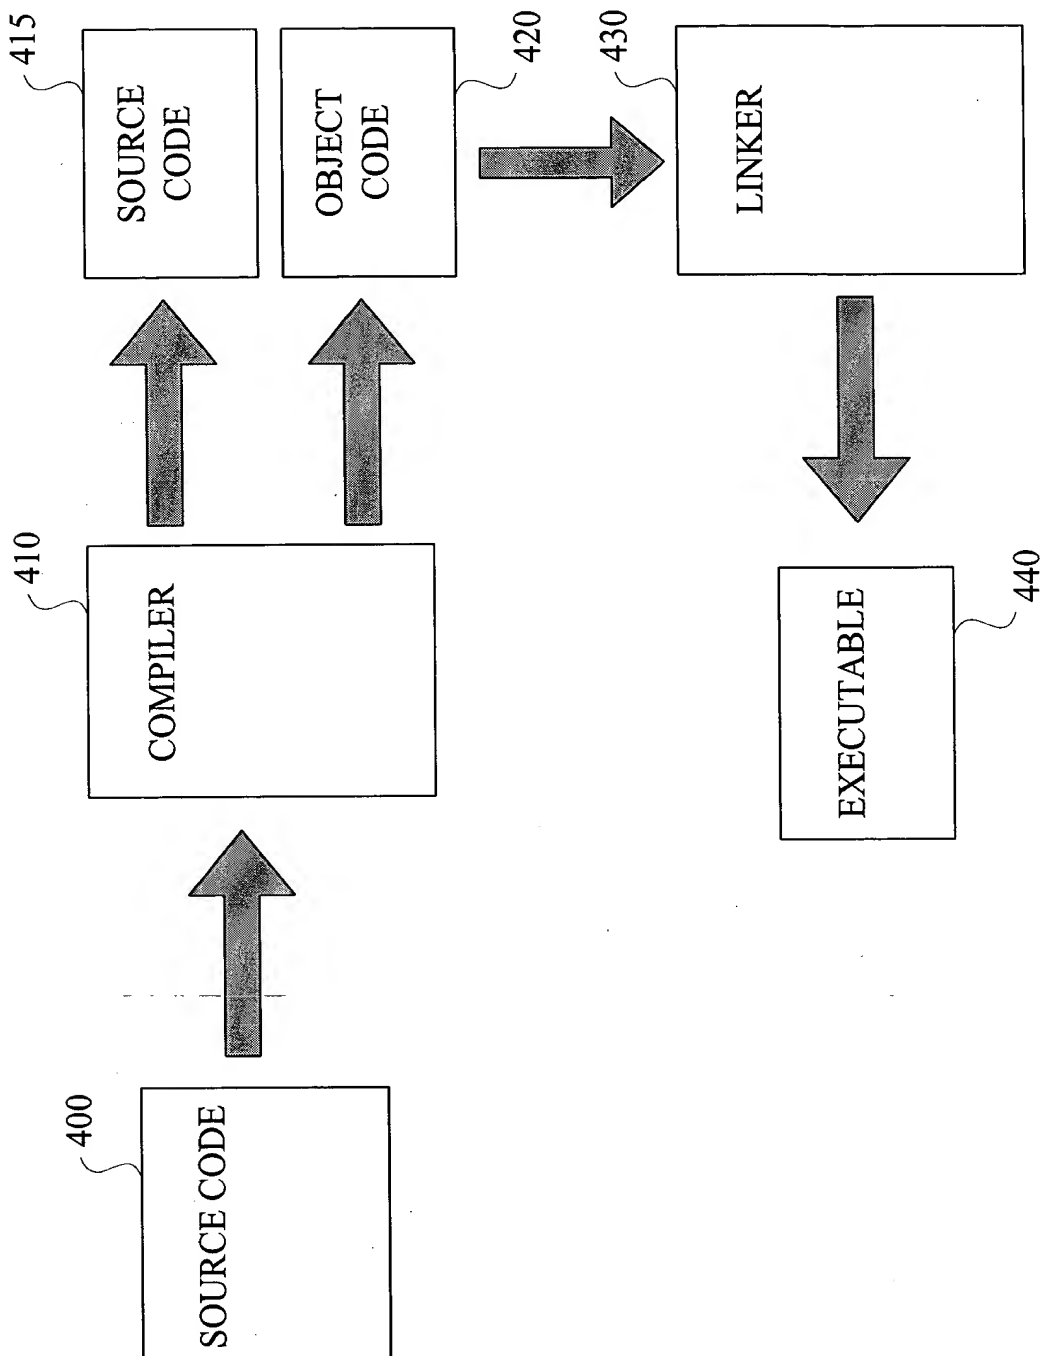 400
SOURCE CODE
410
COMPILER
415
SOURCE
CODE
OBJECT
CODE
420
430
LINKER
EXECUTABLE
440